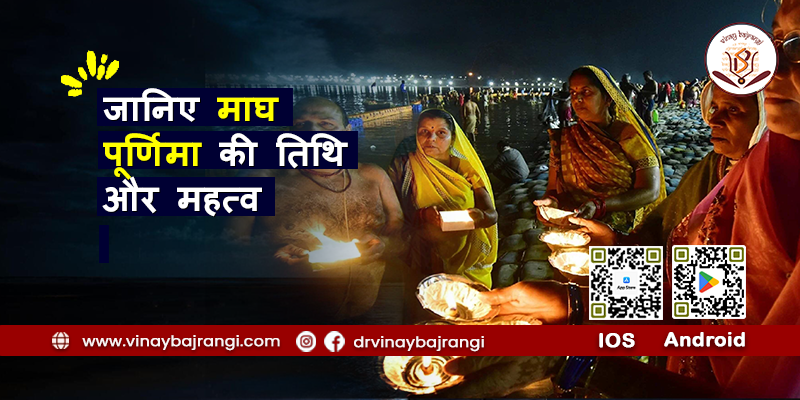 vinay bajrangi
जानिए माघ
पूर्णिमा की तिथि
और महत्व
App Store
www.vinaybajrangi.com
drvinaybajrangi
IOS
Android